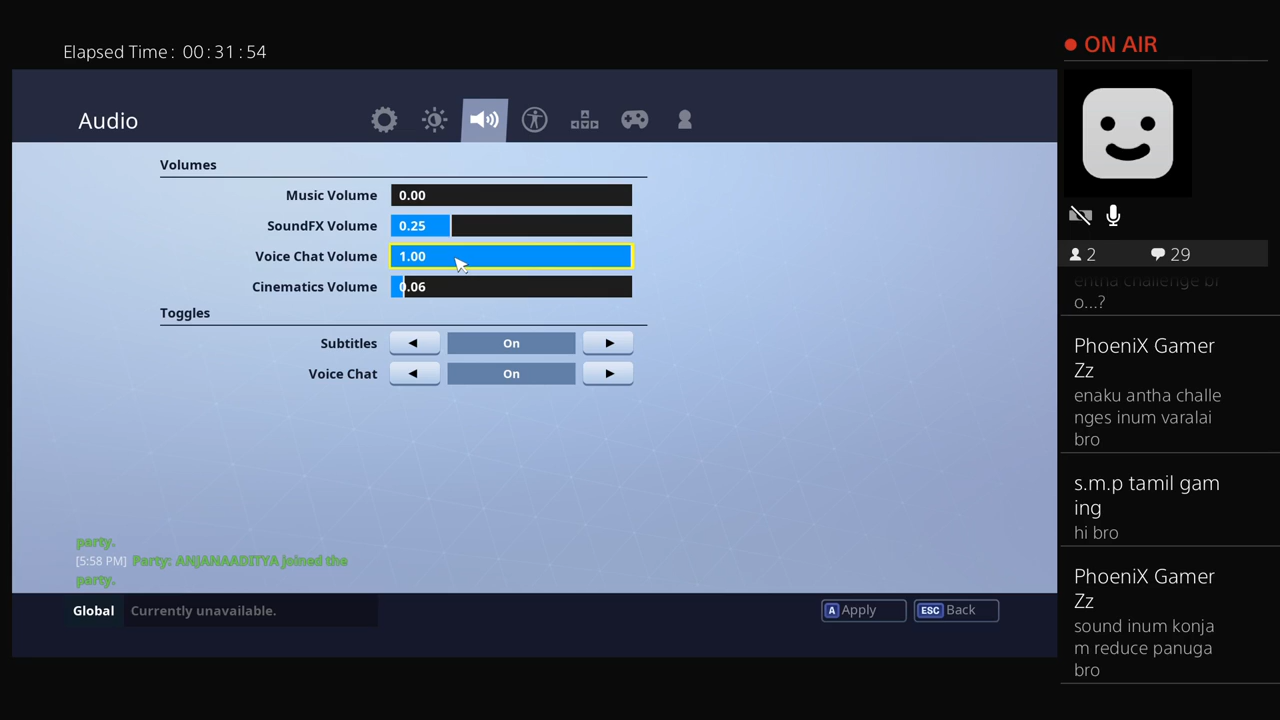 Elapsed Time: 00:31:54
ON AIR
Audio
Volumes
Music Volume 0.00
SoundFX Volume 0.25
Voice Chat Volume 1.00
Cinematics Volume 0.06
Toggles
Subtitles On
Voice Chat On
party.
[5:58 PM] Party: ANJANAADITYA joined the
party.
Global Currently unavailable.
A Apply
ESC Back
2 29
entha challenge br
o...?
PhoeniX Gamer
Zz
enaku antha challe
nges inum varalai
bro
s.m.p tamil gam
ing
hi bro
PhoeniX Gamer
Zz
sound inum konja
m reduce panuga
bro